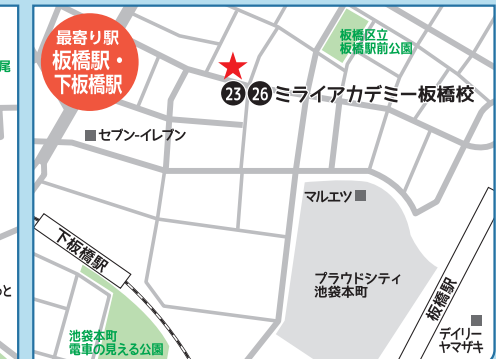 最寄り駅
板橋駅・
下板橋駅
尾
板橋区立
板橋駅前公園
23 26 ミライアカデミー板橋校
セブン-イレブン
マルエツ
下板橋駅
プラウドシティ
池袋本町
板橋駅
っと
池袋本町
電車の見える公園
デイリー
ヤマザキ